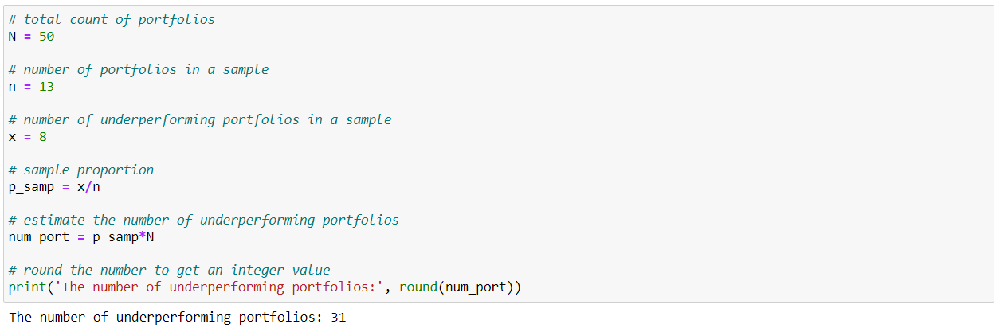 # total count of portfolios
N = 50
# number of portfolios in a sample
n = 13
# number of underperforming portfolios in a sample
x = 8
# sample proportion
p_samp = x/n
# estimate the number of underperforming portfolios
num_port = p_samp*N
# round the number to get an integer value
print('The number of underperforming portfolios:', round(num_port))
The number of underperforming portfolios: 31